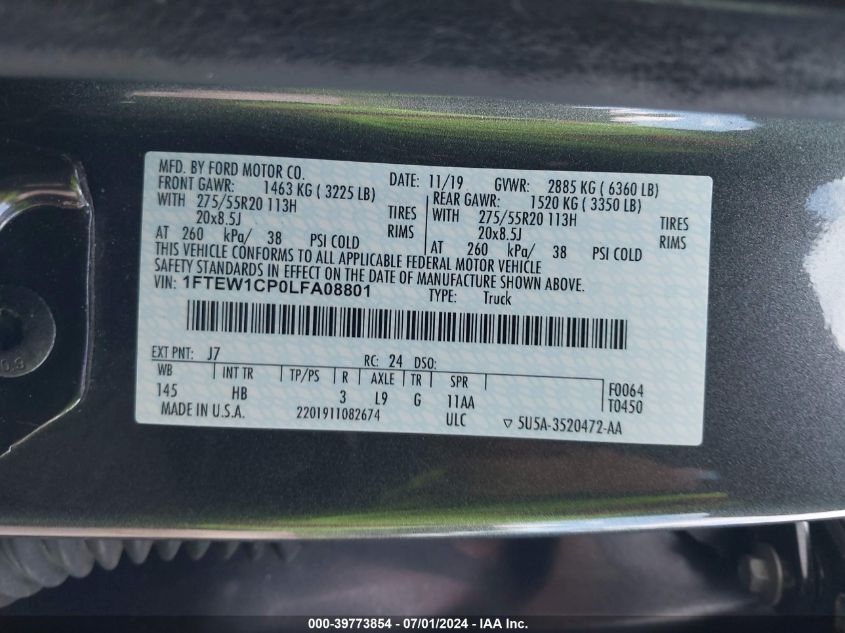 MFD. BY FORD MOTOR CO.
DATE: 11/19 GVWR: 2885 KG ( 6360 LB)
FRONT GAWR: 1463 KG ( 3225 LB)
WITH 275/55R20 113H TIRES
20x8.5J RIMS
AT 260 kPa/ 38 PSI COLD
REAR GAWR: 1520 KG ( 3350 LB)
WITH 275/55R20 113H TIRES
20x8.5J RIMS
AT 260 kPa/ 38 PSI COLD
THIS VEHICLE CONFORMS TO ALL APPLICABLE FEDERAL MOTOR VEHICLE
SAFETY STANDARDS IN EFFECT ON THE DATE OF MANUFACTURE SHOWN ABOVE.
VIN: 1FTEW1CP0LFA08801 TYPE: Truck
EXT PNT: J7 RC: 24 DSO:
WB INT TR TP/PS R AXLE TR SPR
145 HB 3 L9 G 11AA
F0064
T0450
MADE IN U.S.A. 2201911082674 ULC ▽ 5U5A-3520472-AA
000-39773854 - 07/01/2024 - IAA Inc.